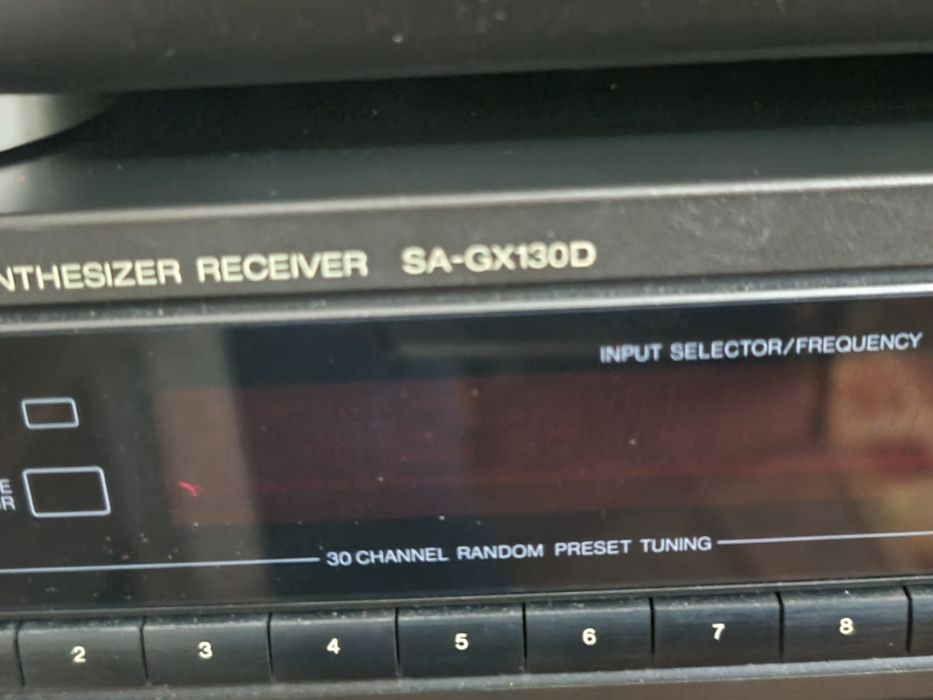 NTHESIZER RECEIVER SA-GX130D
INPUT SELECTOR/FREQUENCY
E
R
30 CHANNEL RANDOM PRESET TUNING
2 3 4 5 6 7 8